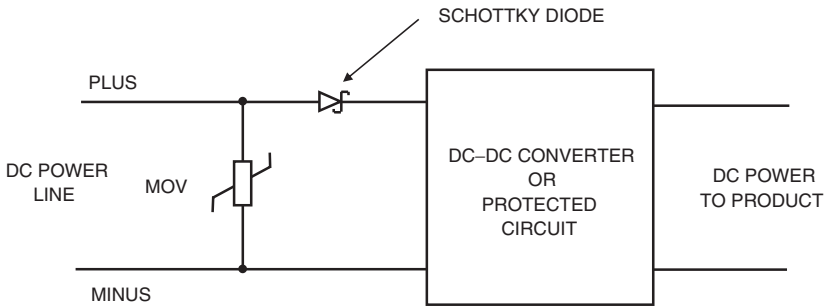 SCHOTTKY DIODE
PLUS
DC POWER
LINE
MOV
DC–DC CONVERTER
OR
PROTECTED
CIRCUIT
DC POWER
TO PRODUCT
MINUS